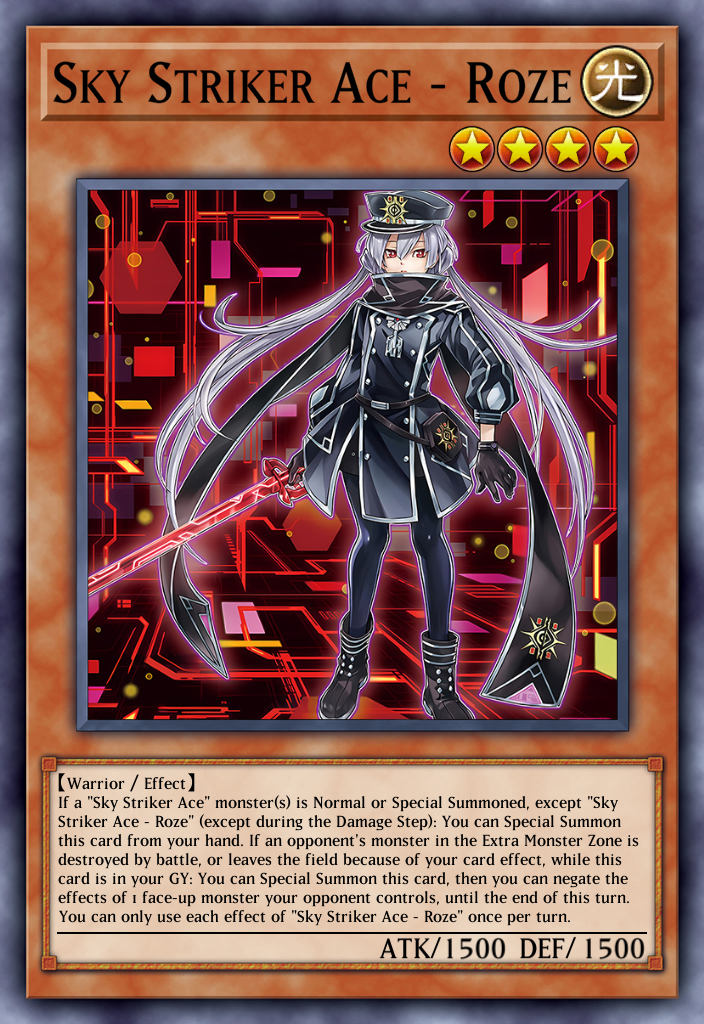 Sky Striker Ace - Roze
光
【Warrior / Effect】
If a "Sky Striker Ace" monster(s) is Normal or Special Summoned, except "Sky
Striker Ace - Roze" (except during the Damage Step): You can Special Summon
this card from your hand. If an opponent's monster in the Extra Monster Zone is
destroyed by battle, or leaves the field because of your card effect, while this
card is in your GY: You can Special Summon this card, then you can negate the
effects of 1 face-up monster your opponent controls, until the end of this turn.
You can only use each effect of "Sky Striker Ace - Roze" once per turn.
ATK/1500 DEF/1500